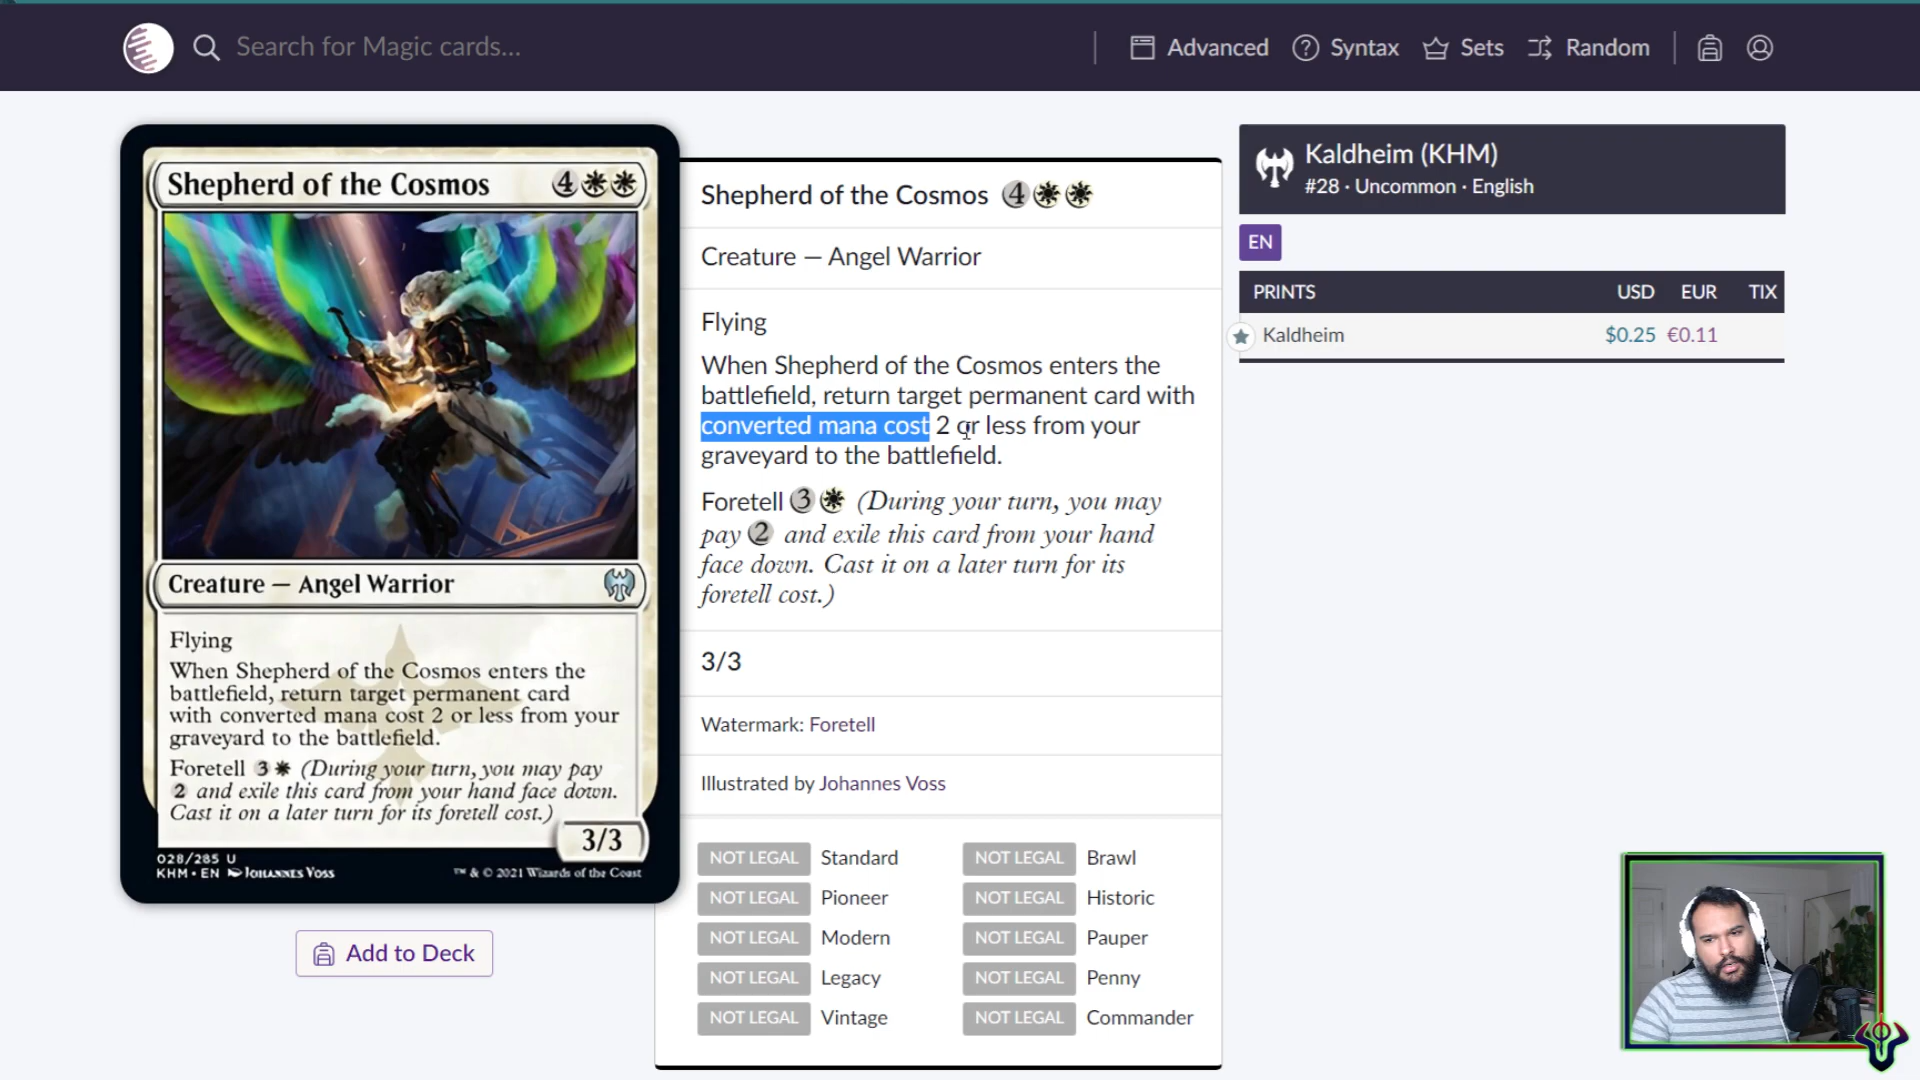 Search for Magic cards...
Advanced
Syntax
Sets
Random
Shepherd of the Cosmos 4
Creature — Angel Warrior
Flying
When Shepherd of the Cosmos enters the
battlefield, return target permanent card
with converted mana cost 2 or less from your
graveyard to the battlefield.
Foretell 3 (During your turn, you may pay
2 and exile this card from your hand face down.
Cast it on a later turn for its foretell cost.)
3/3
028/285 U
KHM • EN Johannes Voss
™ & © 2021 Wizards of the Coast
Add to Deck
Shepherd of the Cosmos 4
Creature — Angel Warrior
Flying
When Shepherd of the Cosmos enters the
battlefield, return target permanent card with
converted mana cost 2 or less from your
graveyard to the battlefield.
Foretell 3 (During your turn, you may
pay 2 and exile this card from your hand
face down. Cast it on a later turn for its
foretell cost.)
3/3
Watermark: Foretell
Illustrated by Johannes Voss
NOT LEGAL Standard NOT LEGAL Brawl
NOT LEGAL Pioneer NOT LEGAL Historic
NOT LEGAL Modern NOT LEGAL Pauper
NOT LEGAL Legacy NOT LEGAL Penny
NOT LEGAL Vintage NOT LEGAL Commander
Kaldheim (KHM)
#28 · Uncommon · English
EN
PRINTS USD EUR TIX
Kaldheim $0.25 €0.11